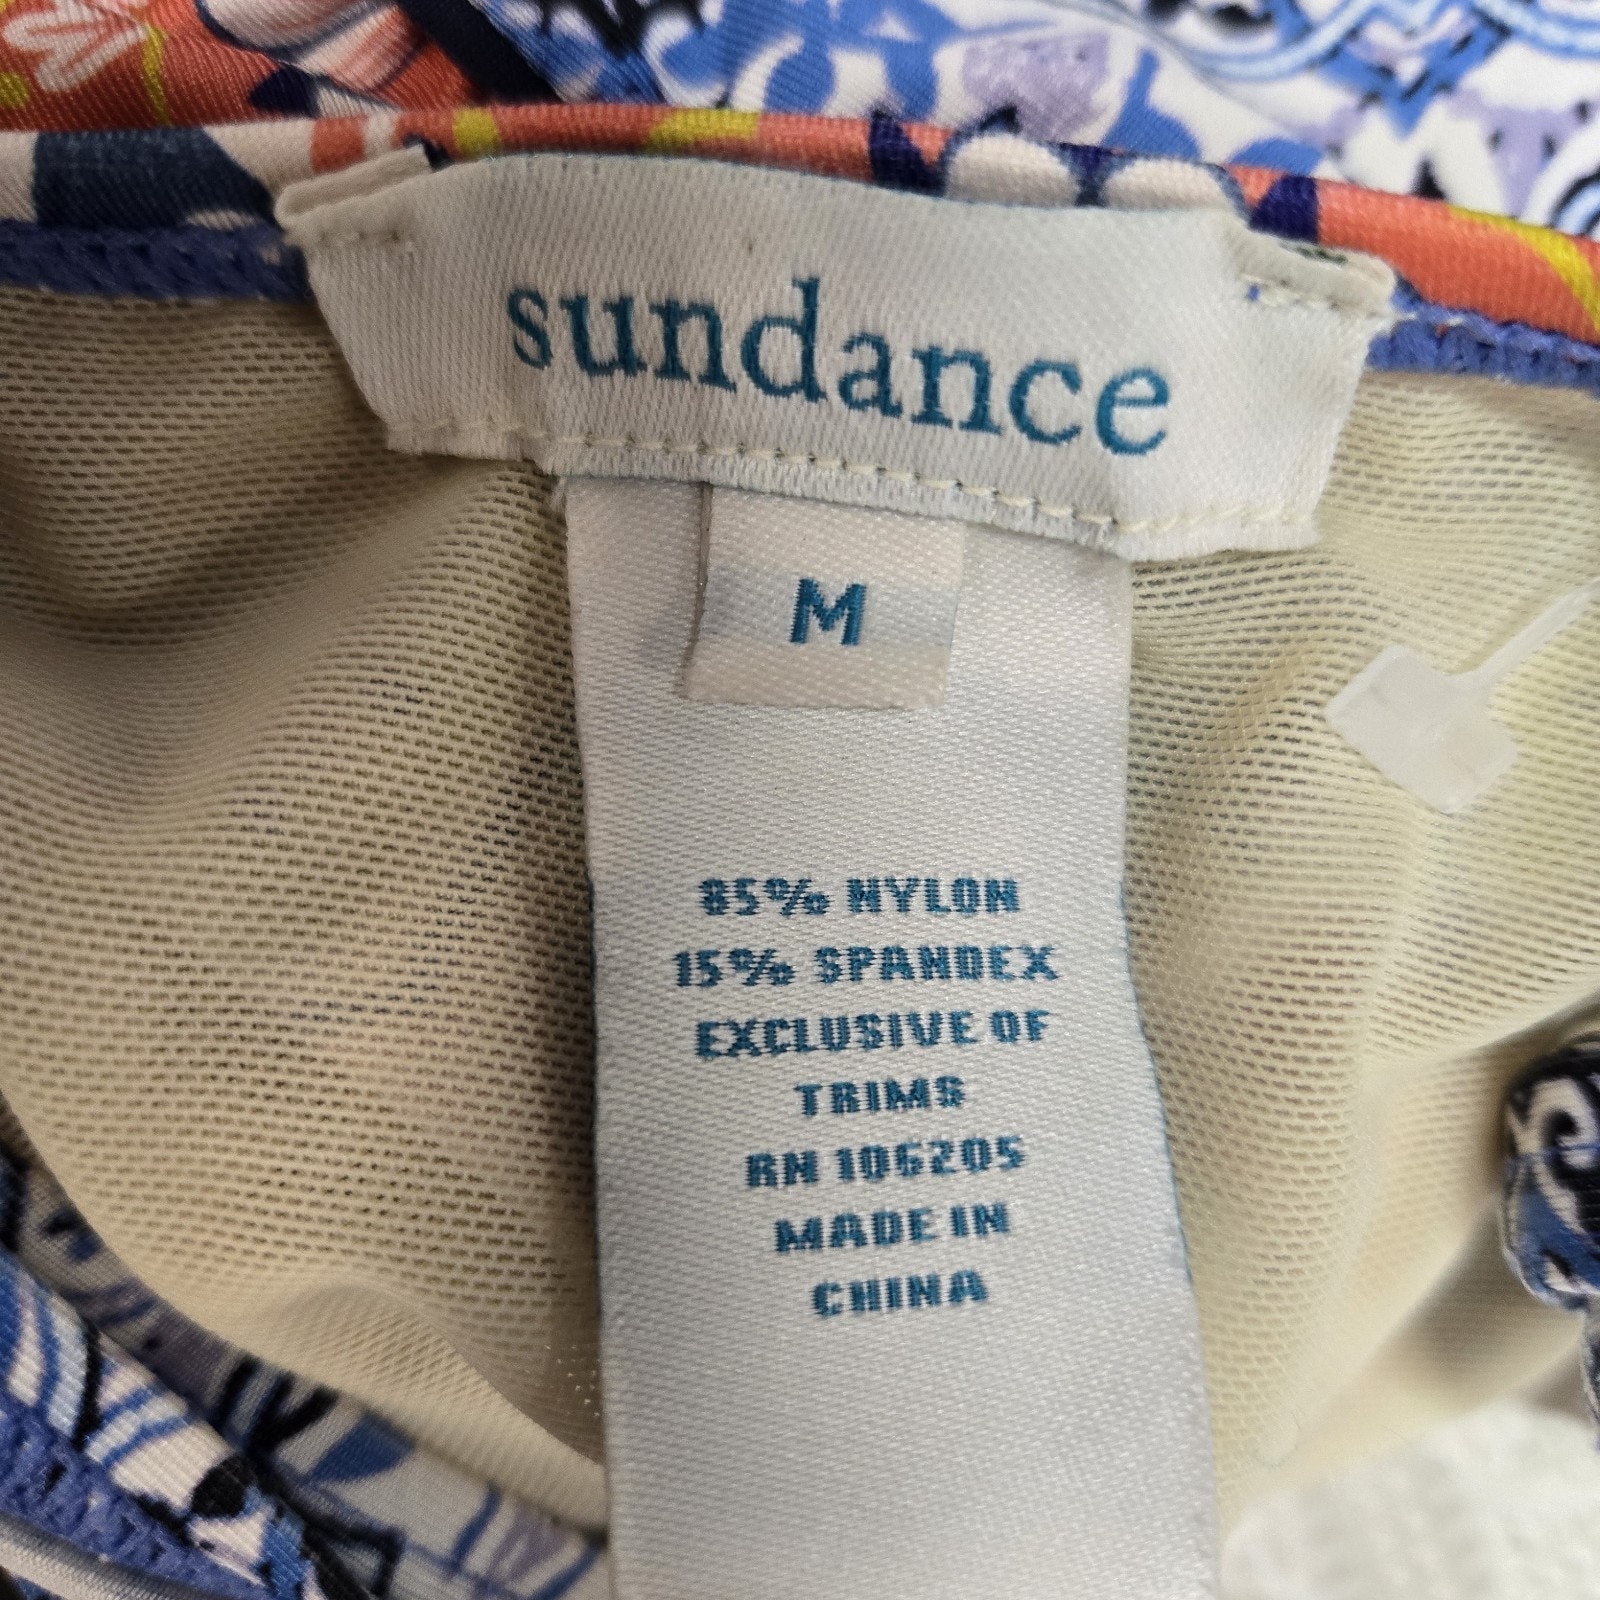 sundance
M
85% NYLON
15% SPANDEX
EXCLUSIVE OF
TRIMS
RN 106205
MADE IN
CHINA